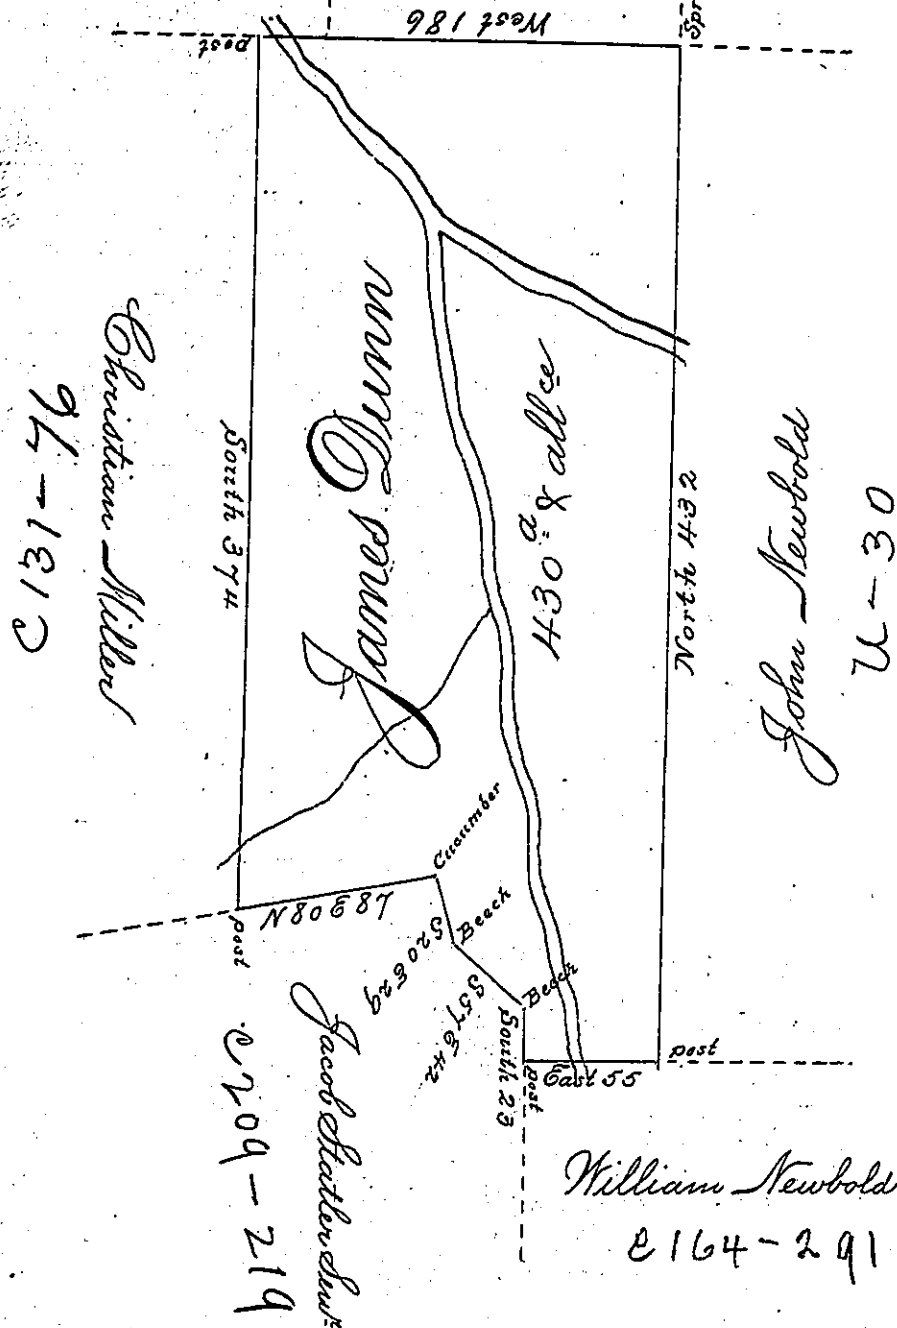 West 186
post
Spr
James Dunn
430 a: & all ce
North 432
John Newbold
U-30
South 374
Christian Miller
C131-76
Cucumber
Beech
Beech
N80E87
S20E29
S57E42
South 23
East 55
post
post
post
Jacob Statler Senr
C209-219
William Newbold
C164-291